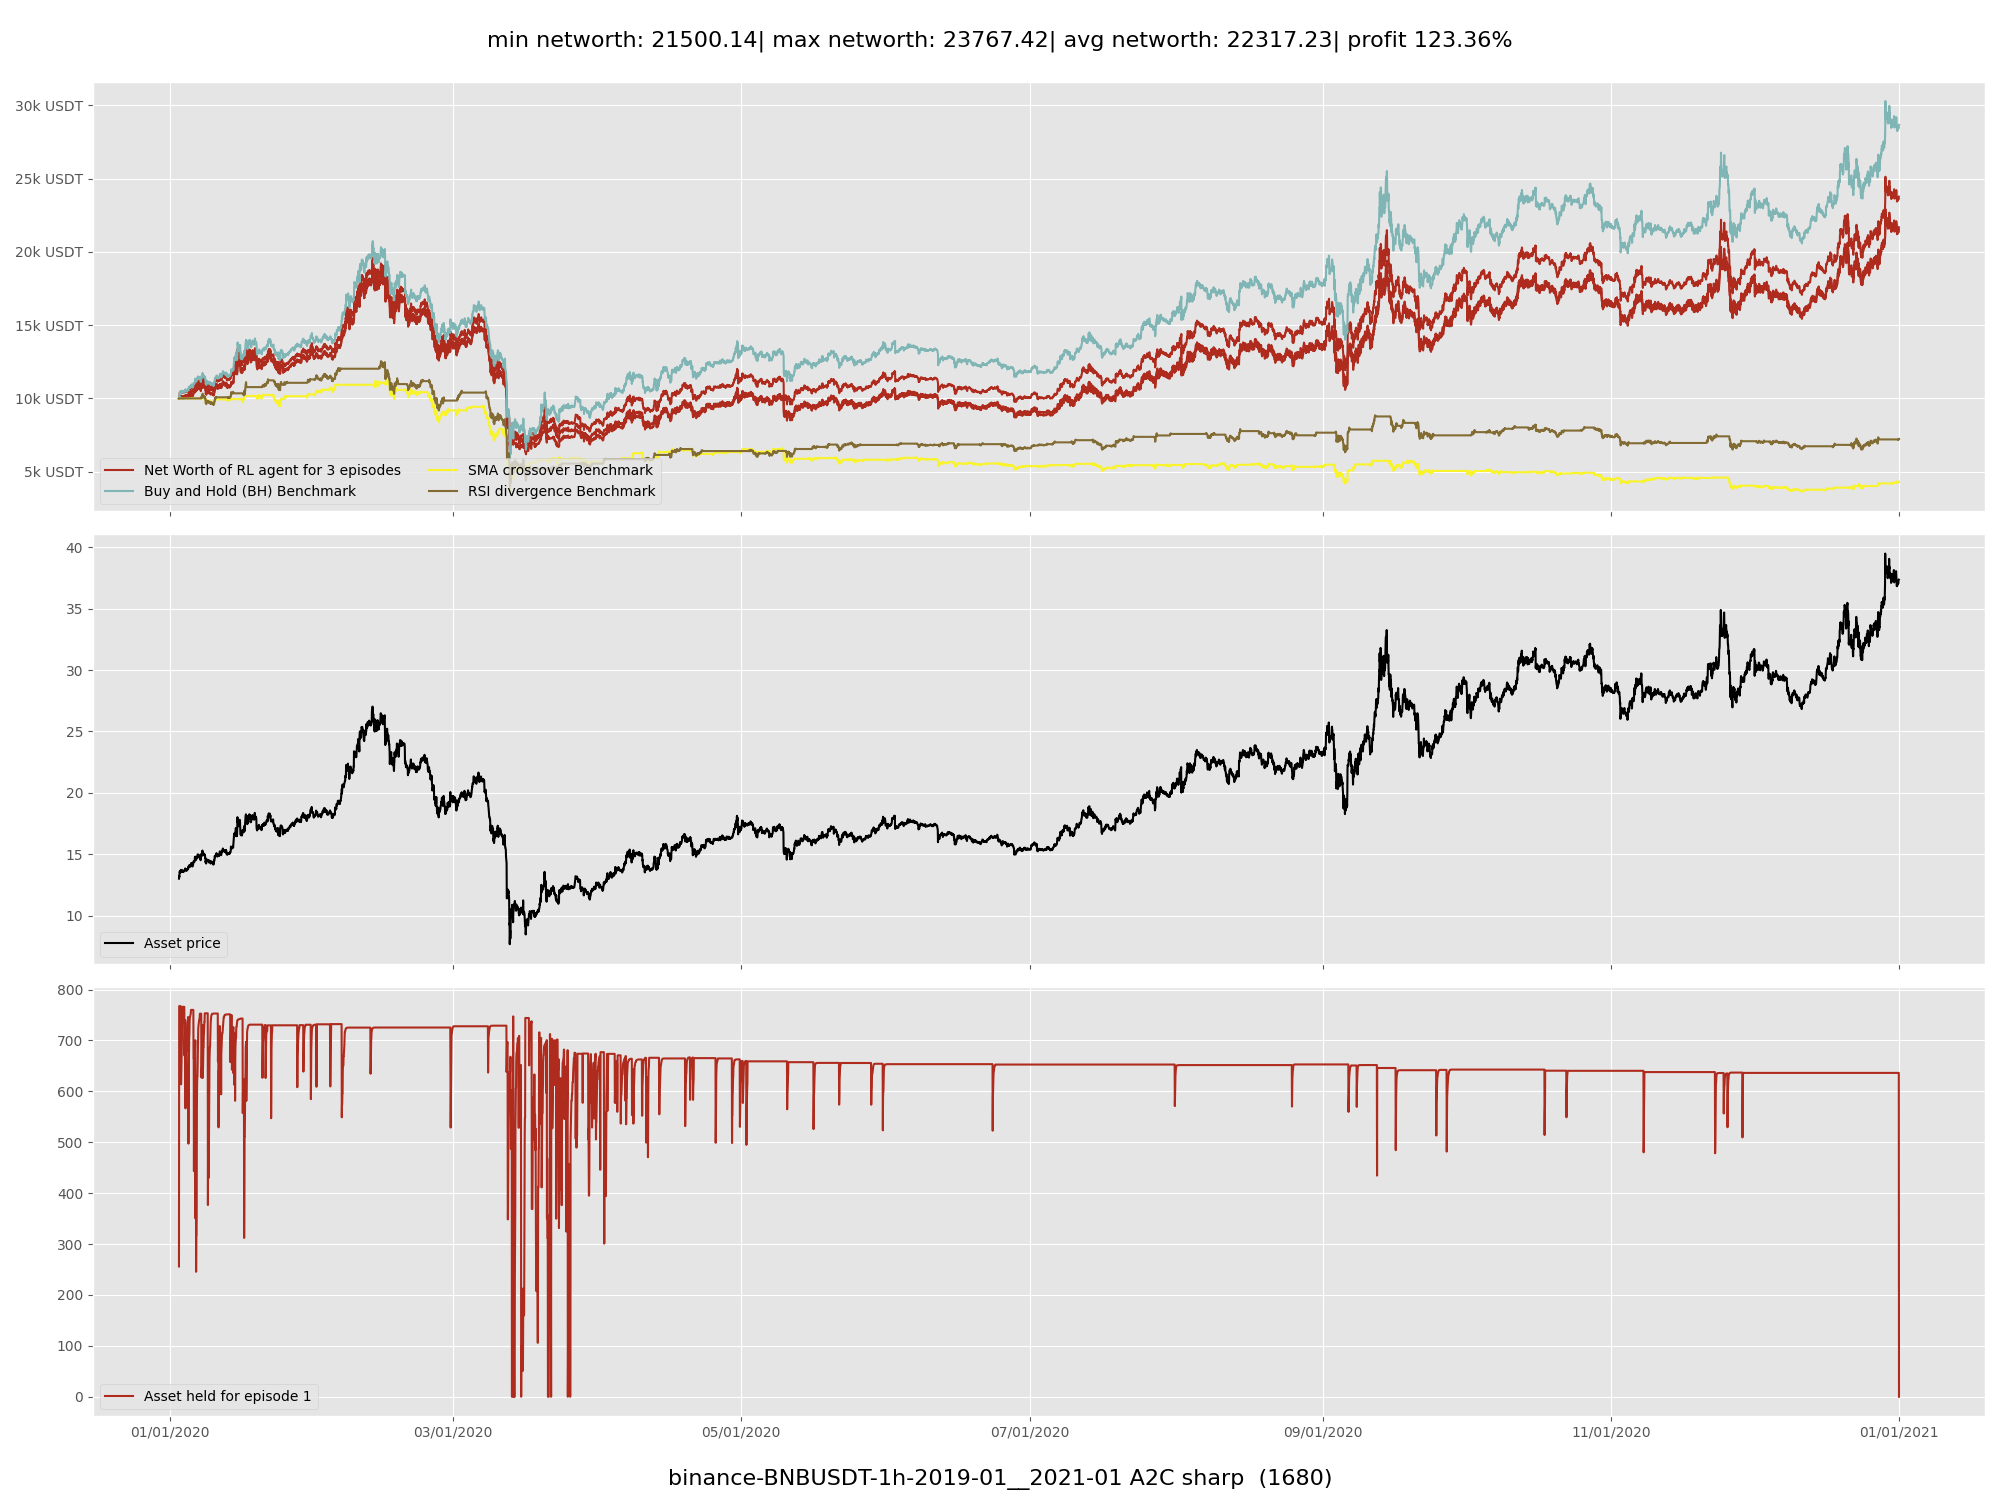 min networth: 21500.14| max networth: 23767.42| avg networth: 22317.23| profit 123.36%
30k USDT
25k USDT
20k USDT
15k USDT
10k USDT
5k USDT
Net Worth of RL agent for 3 episodes
Buy and Hold (BH) Benchmark
SMA crossover Benchmark
RSI divergence Benchmark
40
35
30
25
20
15
10
Asset price
800
700
600
500
400
300
200
100
0
Asset held for episode 1
01/01/2020 03/01/2020 05/01/2020 07/01/2020 09/01/2020 11/01/2020 01/01/2021
binance-BNBUSDT-1h-2019-01__2021-01 A2C sharp (1680)